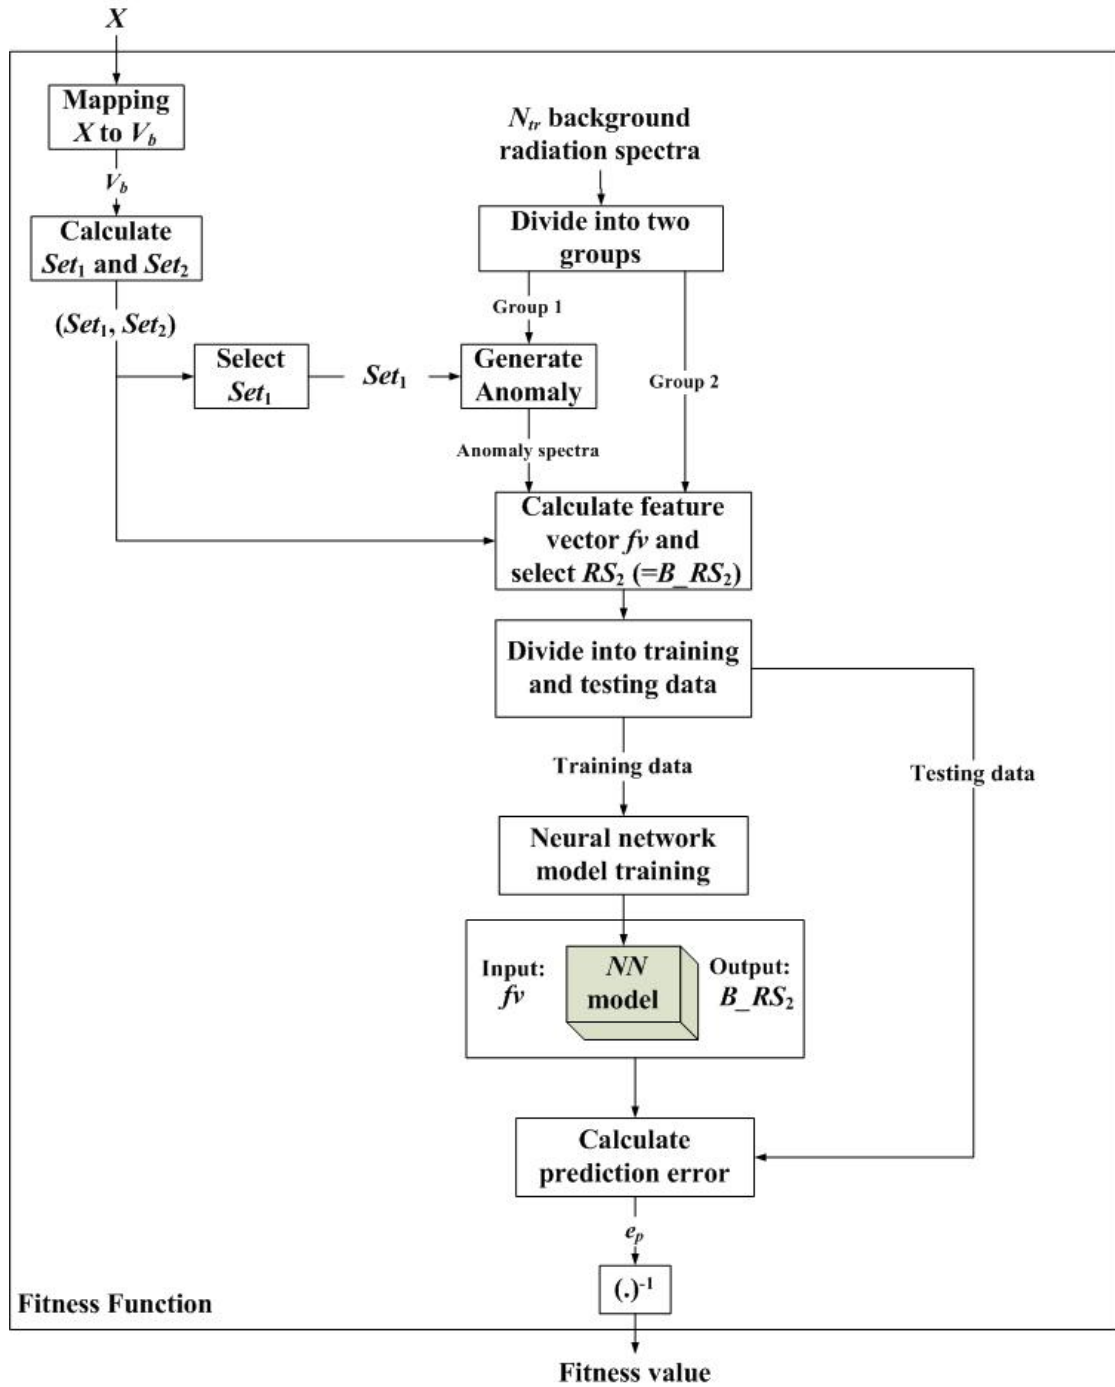 X
Mapping
X to V_b
V_b
Calculate
Set_1 and Set_2
(Set_1, Set_2)
Select
Set_1
Set_1
N_tr background
radiation spectra
Divide into two
groups
Group 1
Group 2
Generate
Anomaly
Anomaly spectra
Calculate feature
vector fv and
select RS_2 (=B_RS_2)
Divide into training
and testing data
Training data
Testing data
Neural network
model training
Input:
fv
NN
model
Output:
B_RS_2
Calculate
prediction error
e_p
(.)^-1
Fitness Function
Fitness value